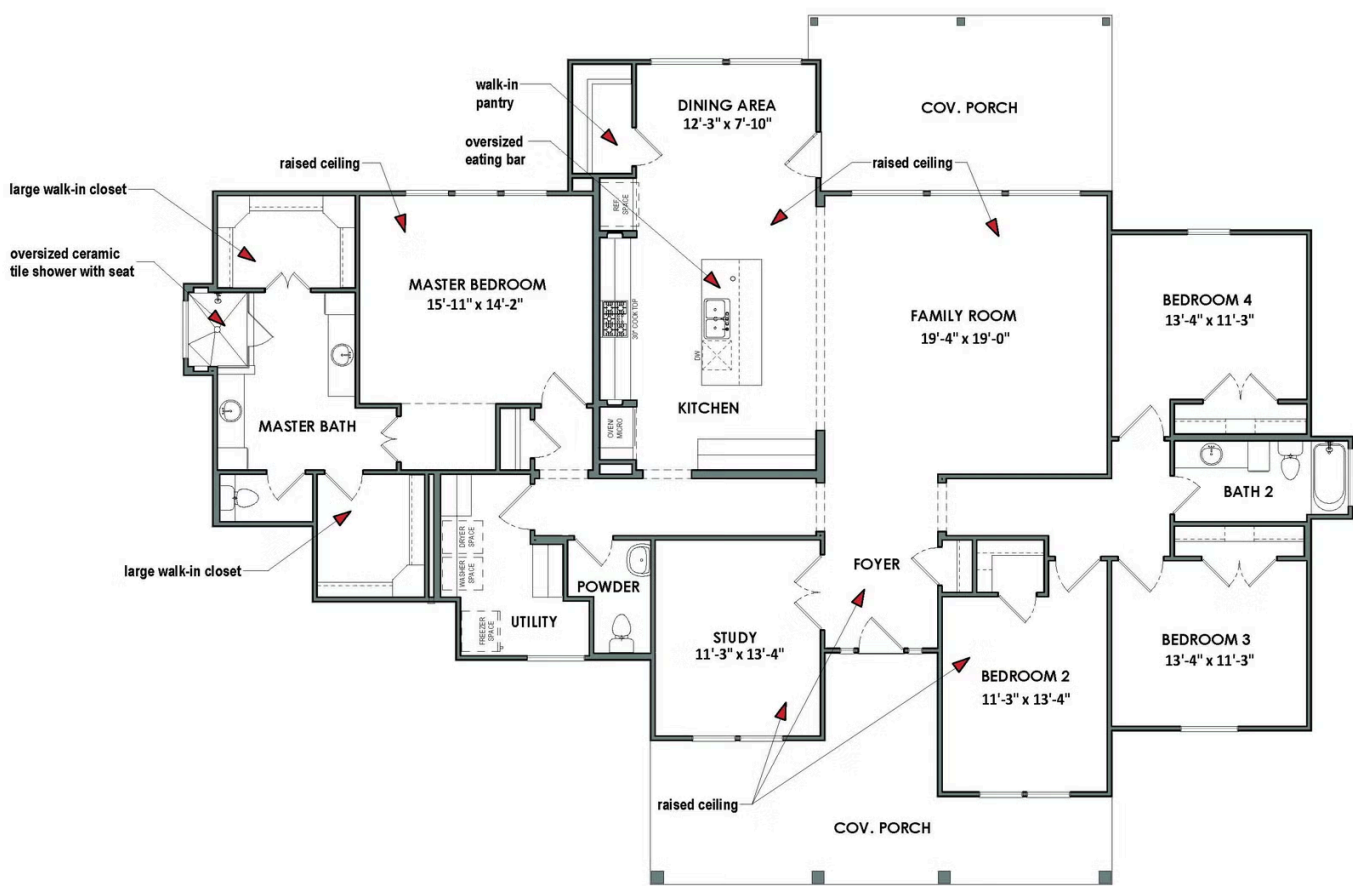 walk-in
pantry
DINING AREA
12'-3" x 7'-10"
COV. PORCH
oversized
eating bar
raised ceiling
raised ceiling
large walk-in closet
REF.
SPACE
oversized ceramic
tile shower with seat
MASTER BEDROOM
15'-11" x 14'-2"
30" COOKTOP
DW
FAMILY ROOM
19'-4" x 19'-0"
BEDROOM 4
13'-4" x 11'-3"
KITCHEN
OVEN/
MICRO
MASTER BATH
BATH 2
DRYER
SPACE
WASHER
SPACE
large walk-in closet
FREEZER
SPACE
UTILITY
POWDER
STUDY
11'-3" x 13'-4"
FOYER
BEDROOM 2
11'-3" x 13'-4"
BEDROOM 3
13'-4" x 11'-3"
raised ceiling
COV. PORCH